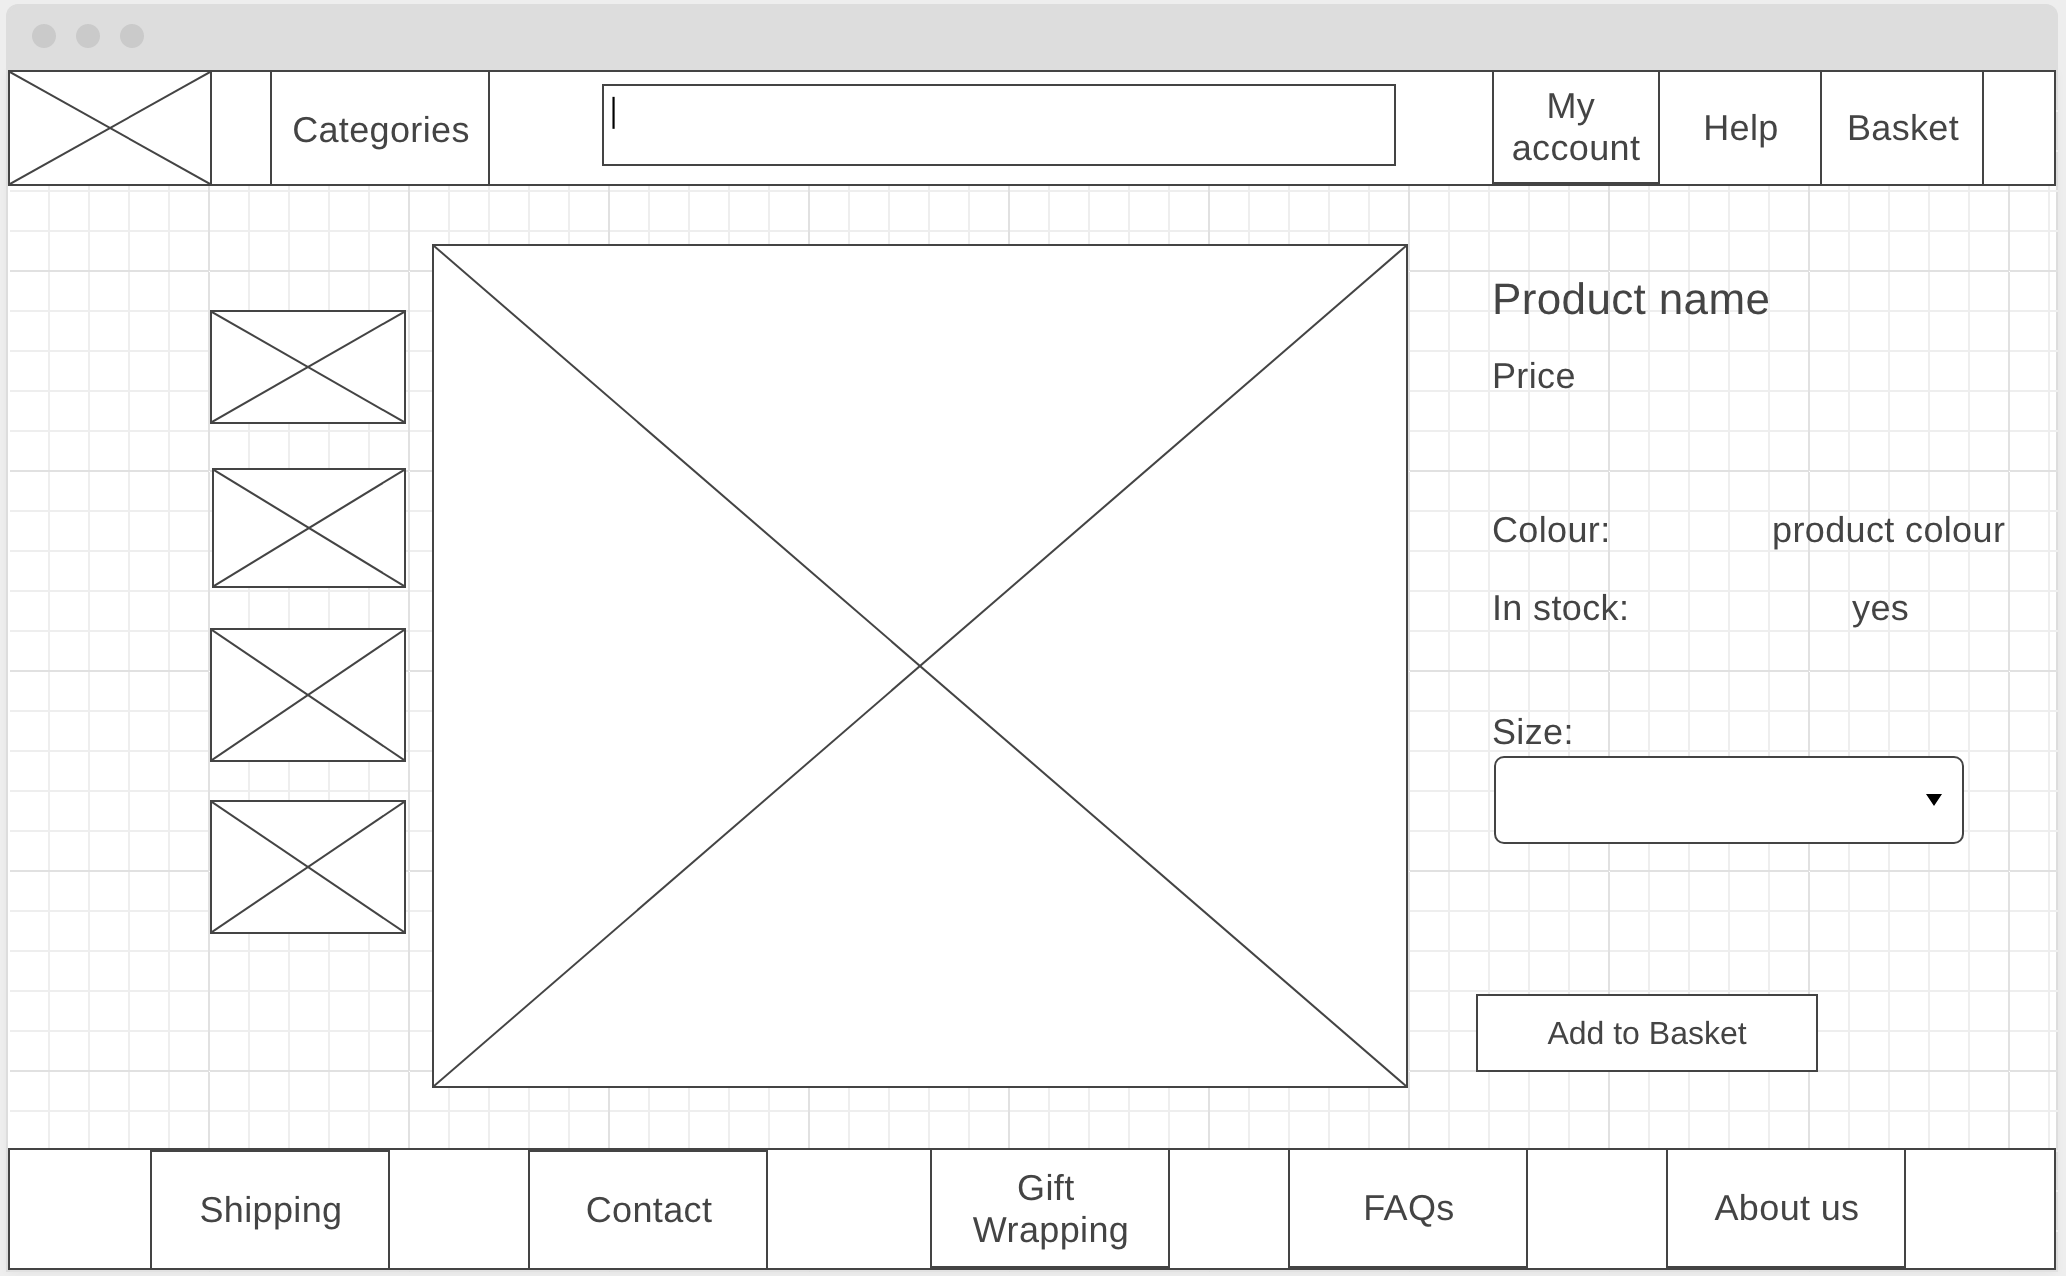 Categories
My
account
Help
Basket
Product name
Price
Colour: product colour
In stock: yes
Size:
Add to Basket
Shipping
Contact
Gift
Wrapping
FAQs
About us